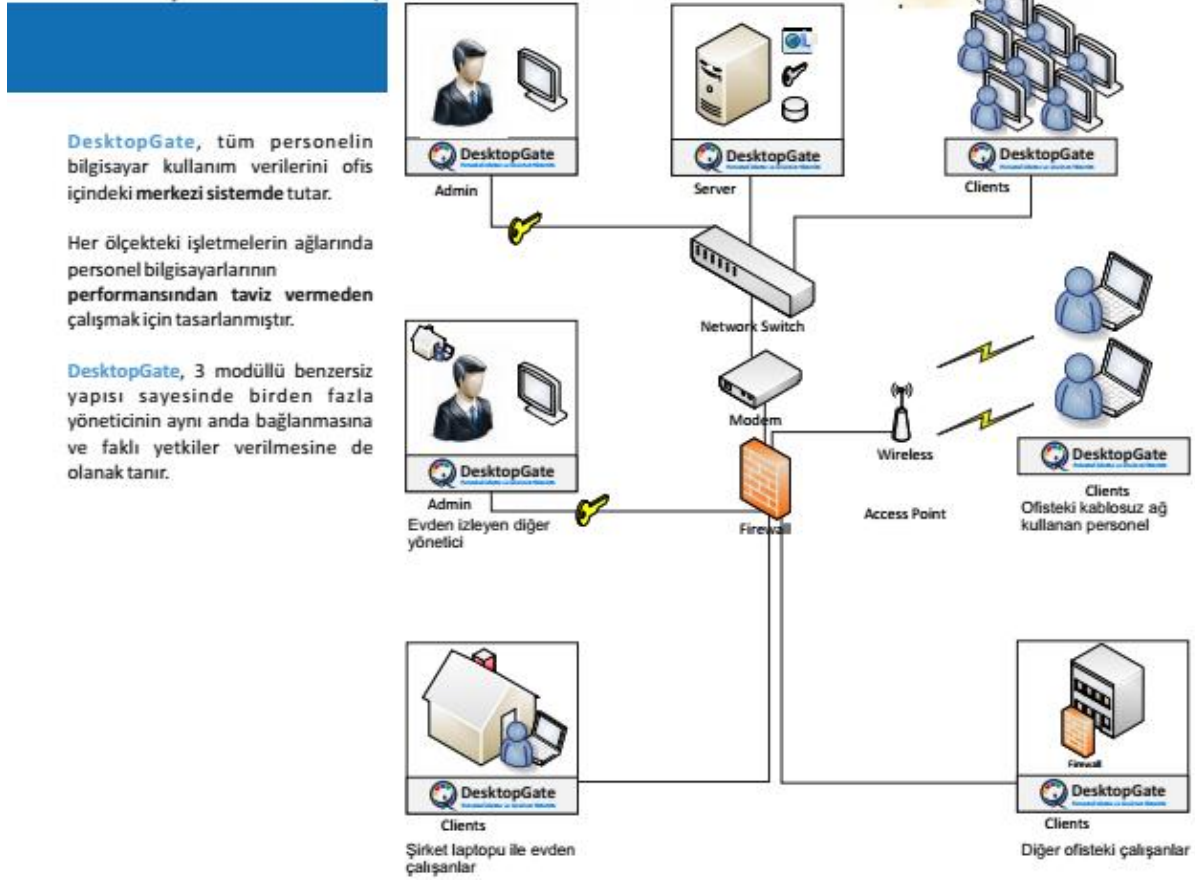 DesktopGate, tüm personelin
bilgisayar kullanım verilerini ofis
içindeki merkezi sistemde tutar.
Her ölçekteki işletmelerin ağlarında
personel bilgisayarlarının
performansından taviz vermeden
çalışmak için tasarlanmıştır.
DesktopGate, 3 modüllü benzersiz
yapısı sayesinde birden fazla
yöneticinin aynı anda bağlanmasına
ve faklı yetkiler verilmesine de
olanak tanır.
DesktopGate
Admin
DesktopGate
Server
DesktopGate
Clients
Network Switch
Modem
Wireless
Access Point
Firewall
DesktopGate
Admin
Evden izleyen diğer
yönetici
DesktopGate
Clients
Ofisteki kablosuz ağ
kullanan personel
DesktopGate
Clients
Şirket laptopu ile evden
çalışanlar
Firewall
DesktopGate
Clients
Diğer ofisteki çalışanlar